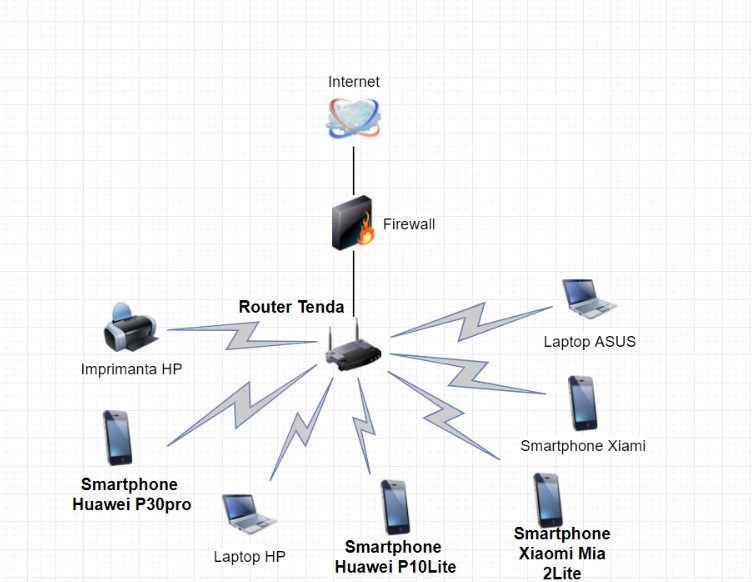 Internet
Firewall
Router Tenda
Laptop ASUS
Imprimanta HP
Smartphone Xiami
Smartphone
Huawei P30pro
Laptop HP
Smartphone
Huawei P10Lite
Smartphone
Xiaomi Mia
2Lite